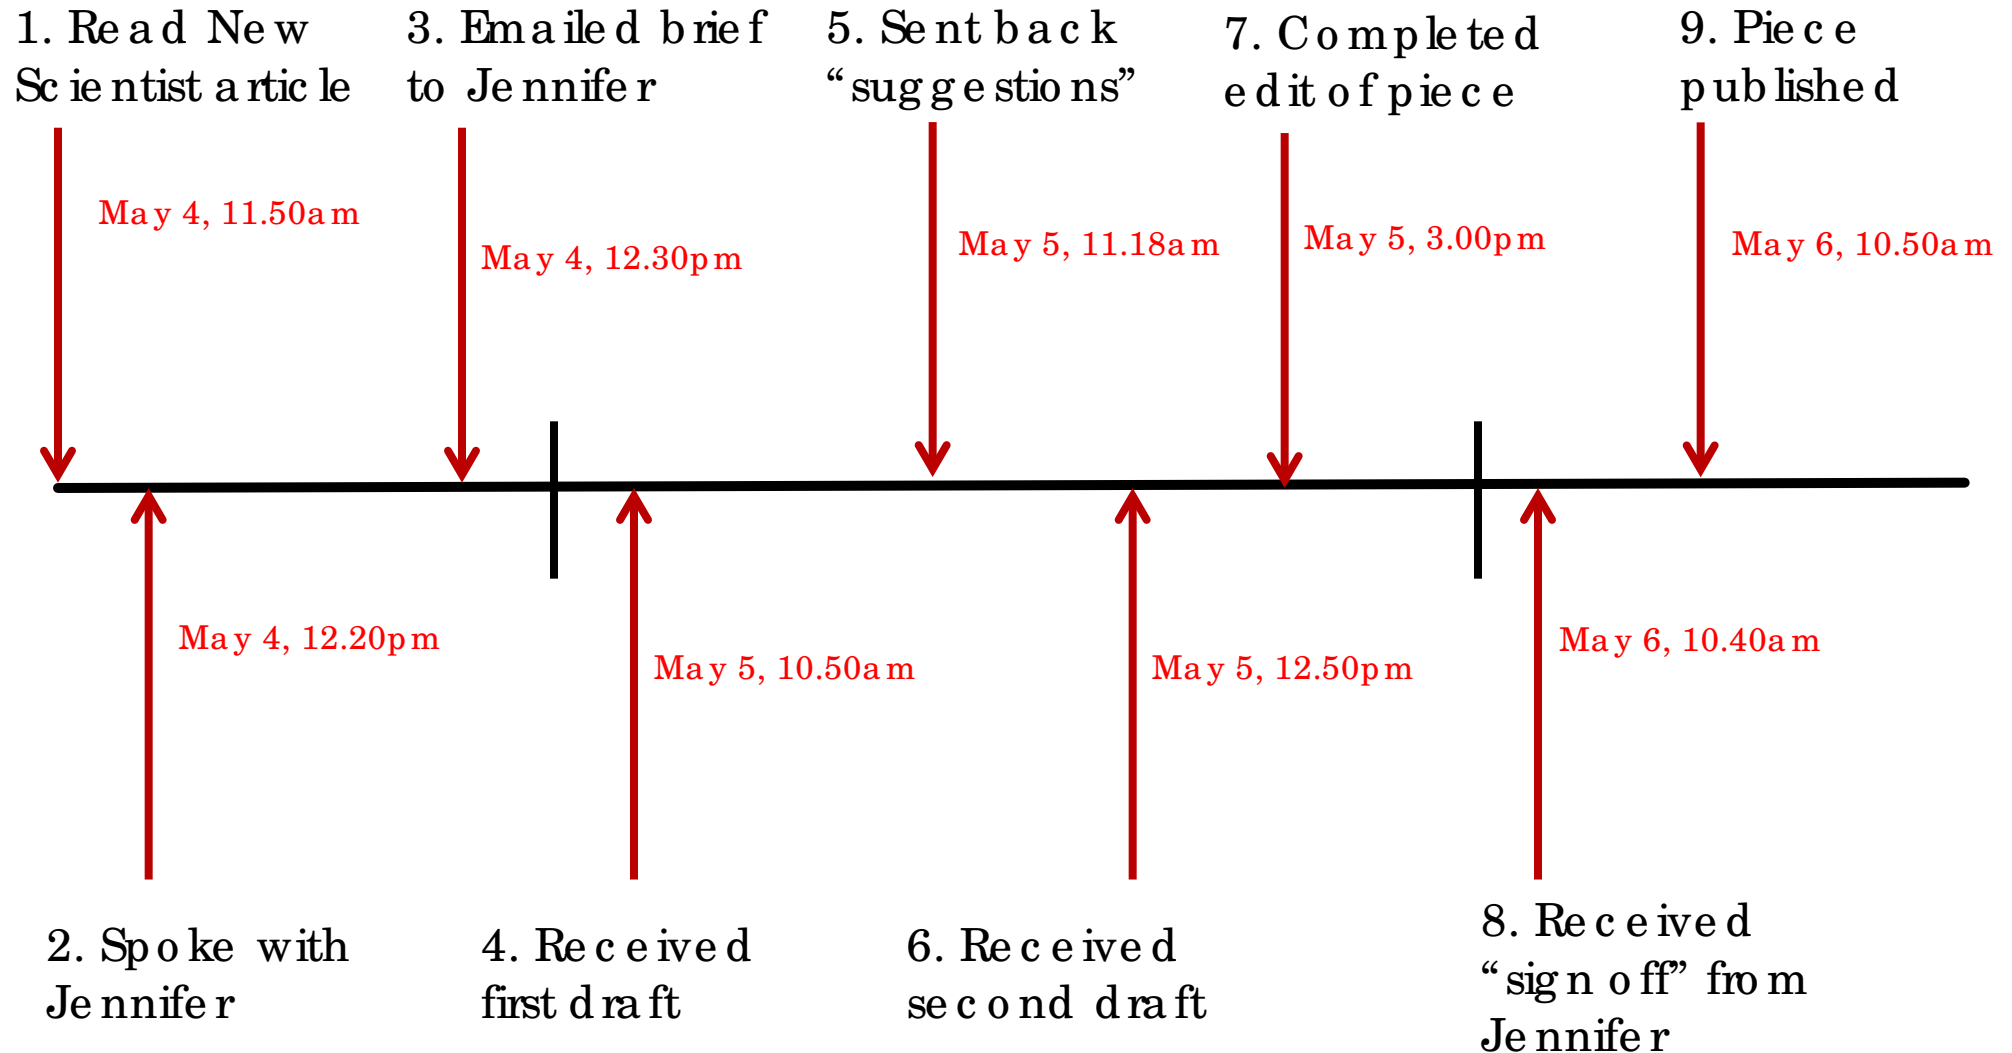 1. Read New
Scientist article
3. Emailed brief
to Jennifer
5. Sent back
“suggestions”
7. Completed
edit of piece
9. Piece
published
May 4, 11.50am
May 4, 12.30pm
May 5, 11.18am
May 5, 3.00pm
May 6, 10.50am
May 4, 12.20pm
May 5, 10.50am
May 5, 12.50pm
May 6, 10.40am
2. Spoke with
Jennifer
4. Received
first draft
6. Received
second draft
8. Received
“sign off” from
Jennifer